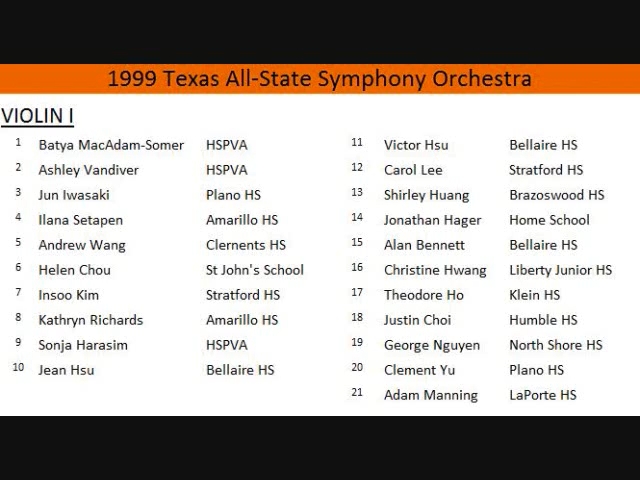 1999 Texas All-State Symphony Orchestra
VIOLIN I
1 Batya MacAdam-Somer HSPVA
2 Ashley Vandiver HSPVA
3 Jun Iwasaki Plano HS
4 Ilana Setapen Amarillo HS
5 Andrew Wang Clernents HS
6 Helen Chou St John's School
7 Insoo Kim Stratford HS
8 Kathryn Richards Amarillo HS
9 Sonja Harasim HSPVA
10 Jean Hsu Bellaire HS
11 Victor Hsu Bellaire HS
12 Carol Lee Stratford HS
13 Shirley Huang Brazoswood HS
14 Jonathan Hager Home School
15 Alan Bennett Bellaire HS
16 Christine Hwang Liberty Junior HS
17 Theodore Ho Klein HS
18 Justin Choi Humble HS
19 George Nguyen North Shore HS
20 Clement Yu Plano HS
21 Adam Manning LaPorte HS